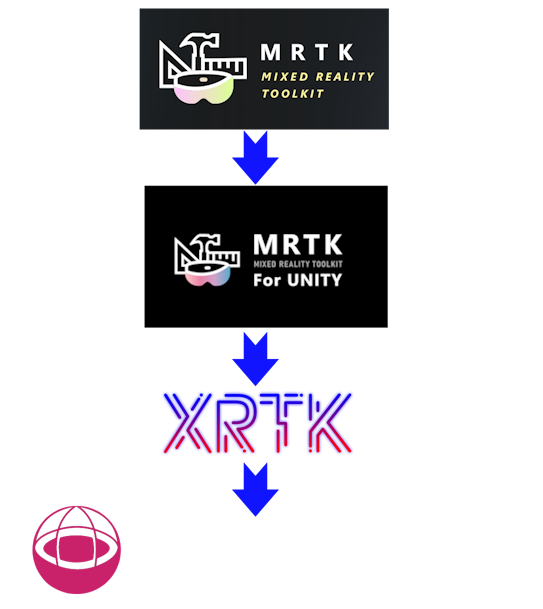 MRTK
MIXED REALITY
TOOLKIT
MRTK
MIXED REALITY TOOLKIT
For UNITY
XRTK